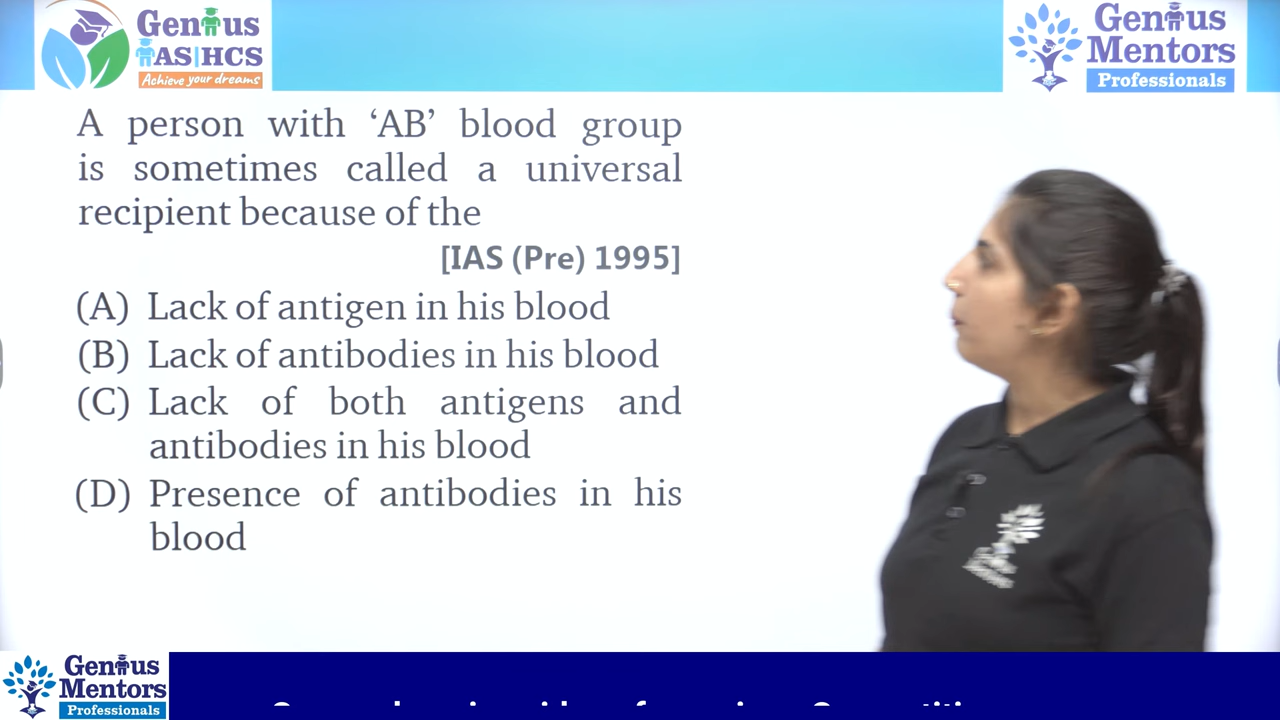 Genius
IAS|HCS
Achieve your dreams
Genius
Mentors
Professionals
A person with ‘AB’ blood group
is sometimes called a universal
recipient because of the
[IAS (Pre) 1995]
(A) Lack of antigen in his blood
(B) Lack of antibodies in his blood
(C) Lack of both antigens and
antibodies in his blood
(D) Presence of antibodies in his
blood
Genius
Mentors
Professionals